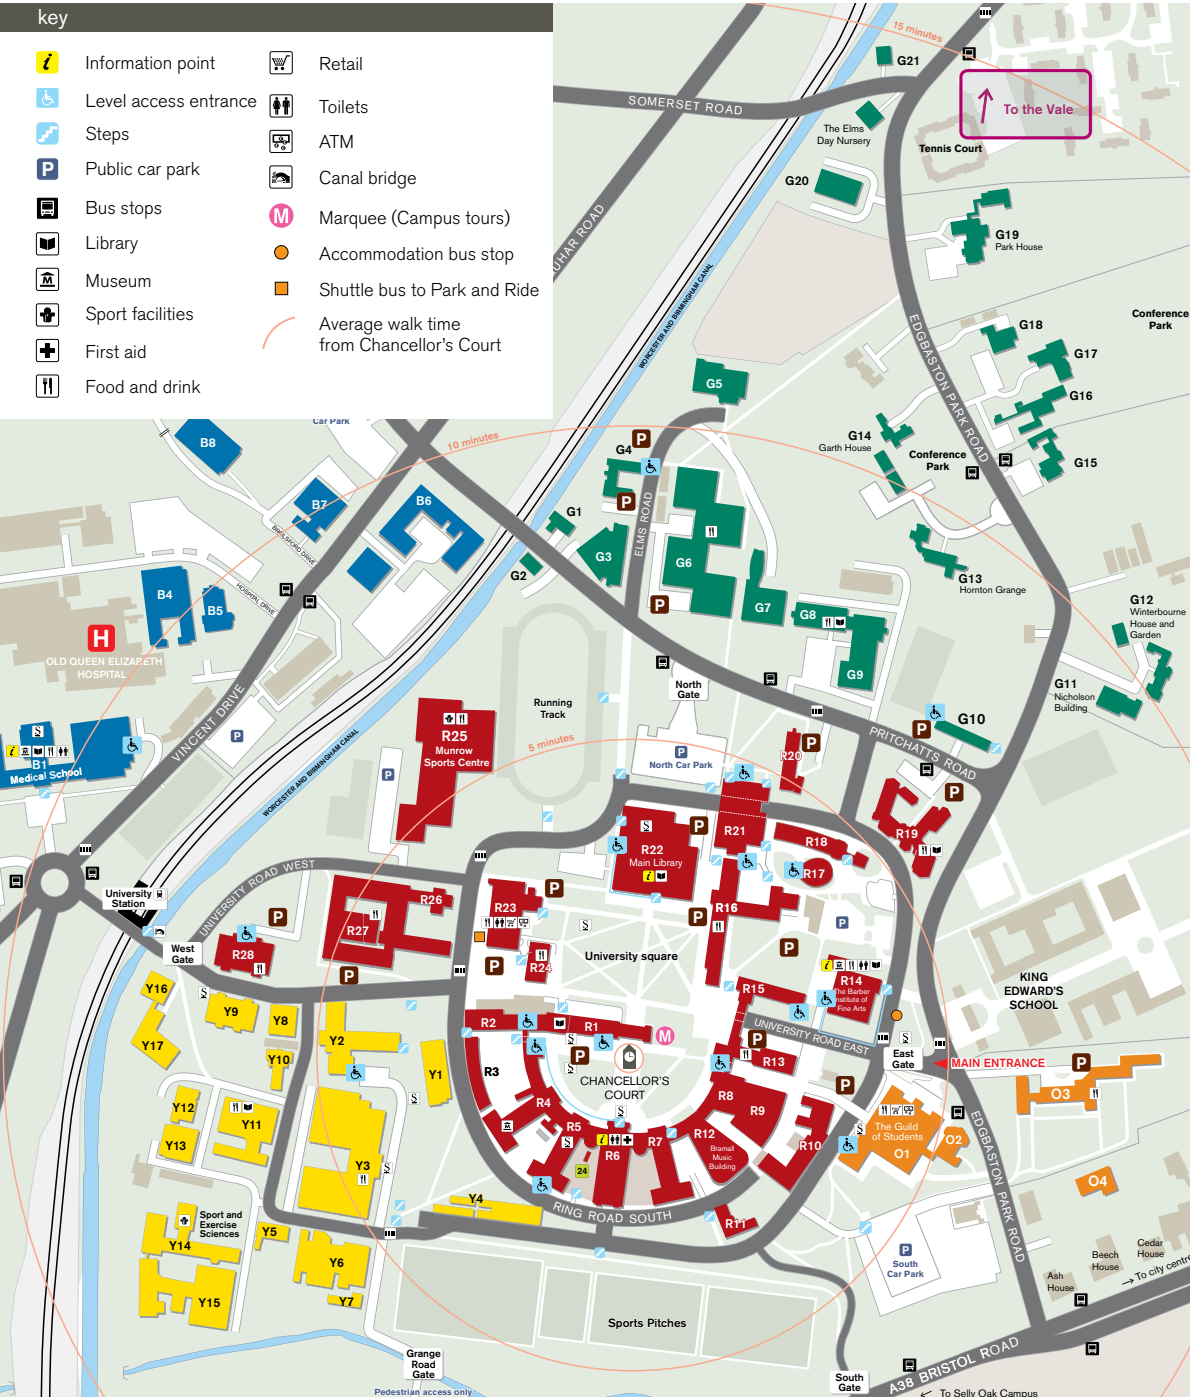 key
Information point
Level access entrance
Steps
P
Public car park
Bus stops
Library
Museum
Sport facilities
First aid
Food and drink
Retail
Toilets
ATM
Canal bridge
M
Marquee (Campus tours)
Accommodation bus stop
Shuttle bus to Park and Ride
Average walk time
from Chancellor's Court
15 minutes
G21
SOMERSET ROAD
To the Vale
The Elms
Day Nursery
Tennis Court
G20
G19
Park House
WORCESTER AND BIRMINGHAM CANAL
EDGBASTON PARK ROAD
G18
G17
Conference
Park
G16
G15
G14
Garth House
Conference
Park
G5
Car Park
B8
10 minutes
G4
P
B7
B6
P
G1
G2
G3
ELMS ROAD
G6
G7
G8
G9
P
G13
Hornton Grange
G12
Winterbourne
House and
Garden
G11
Nicholson
Building
G10
P
B4
B5
HOSPITAL DRIVE
H
OLD QUEEN ELIZABETH
HOSPITAL
VINCENT DRIVE
P
B1
Medical School
WORCESTER AND BIRMINGHAM CANAL
R25
Munrow
Sports Centre
P
Running
Track
5 minutes
North
Gate
P
North Car Park
R20
P
PRITCHATTS ROAD
P
R19
R21
R18
R17
R22
Main Library
P
R16
P
University
Station
UNIVERSITY ROAD WEST
West
Gate
R26
R27
R28
P
P
R23
P
R24
P
University square
P
P
R15
R14
The Barber
Institute of
Fine Arts
KING
EDWARD'S
SCHOOL
UNIVERSITY ROAD EAST
East
Gate
MAIN ENTRANCE
P
Y16
Y17
Y9
Y8
Y10
Y2
Y1
Y12
Y13
Y11
Y3
Y4
Y5
Y6
Y7
Sport and
Exercise
Sciences
Y14
Y15
R2
R1
M
R3
P
CHANCELLOR'S
COURT
R4
R5
R6
R7
24
R8
R9
R12
Bramall
Music
Building
R13
P
P
R10
R11
RING ROAD SOUTH
The Guild
of Students
O1
O2
O3
O4
EDGBASTON PARK ROAD
P
South
Car Park
Ash
House
Beech
House
Cedar
House
→ To city centre
Sports Pitches
Grange
Road
Gate
Pedestrian access only
South
Gate
A38 BRISTOL ROAD
← To Selly Oak Campus